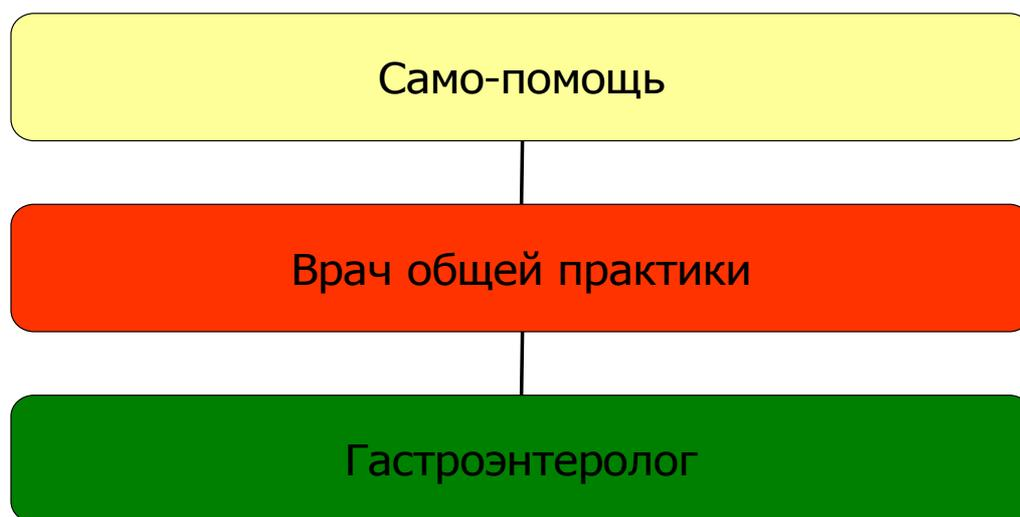 Само-помощь
Врач общей практики
Гастроэнтеролог